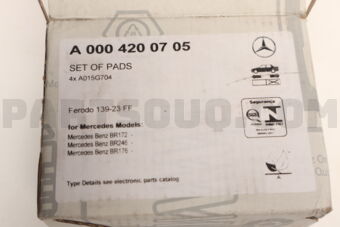 A 000 420 07 05
SET OF PADS
4x A015G704
Ferodo 139-23 FF
for Mercedes Models:
Mercedes Benz BR172 -
Mercedes Benz BR246 -
Mercedes Benz BR176 -
Type Details see electronic parts catalog
Segurança